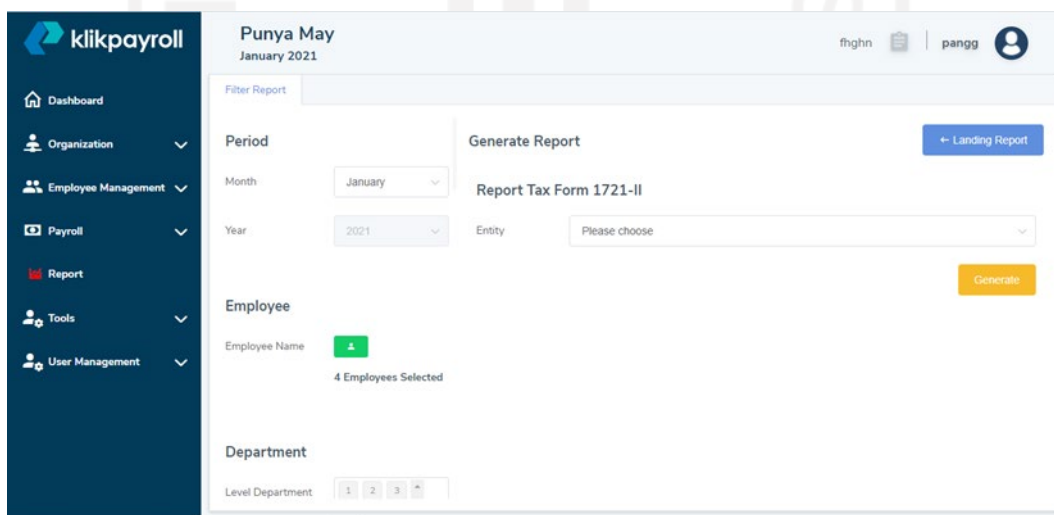 klikpayroll
Punya May
January 2021
fhghn
pangg
Dashboard
Organization
Employee Management
Payroll
Report
Tools
User Management
Filter Report
Period
Month
January
Year
2021
Employee
Employee Name
4 Employees Selected
Department
Level Department
1 2 3
Generate Report
← Landing Report
Report Tax Form 1721-II
Entity
Please choose
Generate